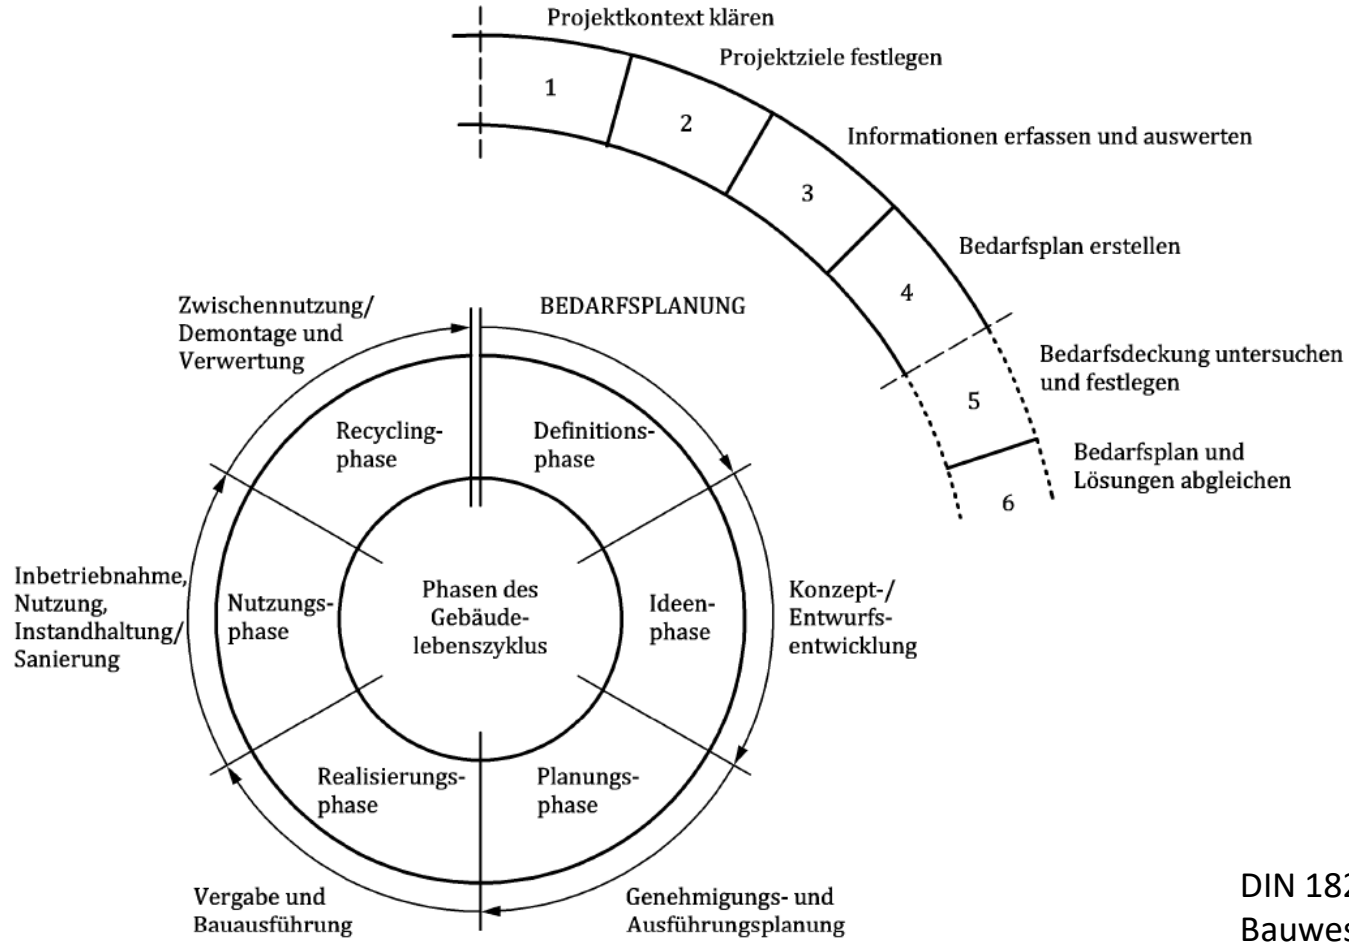 Projektkontext klären
Projektziele festlegen
1
2
Informationen erfassen und auswerten
3
Bedarfsplan erstellen
4
Bedarfsdeckung untersuchen
und festlegen
5
Bedarfsplan und
Lösungen abgleichen
6
Zwischennutzung/
Demontage und
Verwertung
BEDARFSPLANUNG
Recycling-
phase
Definitions-
phase
Inbetriebnahme,
Nutzung,
Instandhaltung/
Sanierung
Nutzungs-
phase
Phasen des
Gebäude-
lebenszyklus
Ideen-
phase
Konzept-/
Entwurfs-
entwicklung
Realisierungs-
phase
Planungs-
phase
Vergabe und
Bauausführung
Genehmigungs- und
Ausführungsplanung
DIN 182
Bauwes